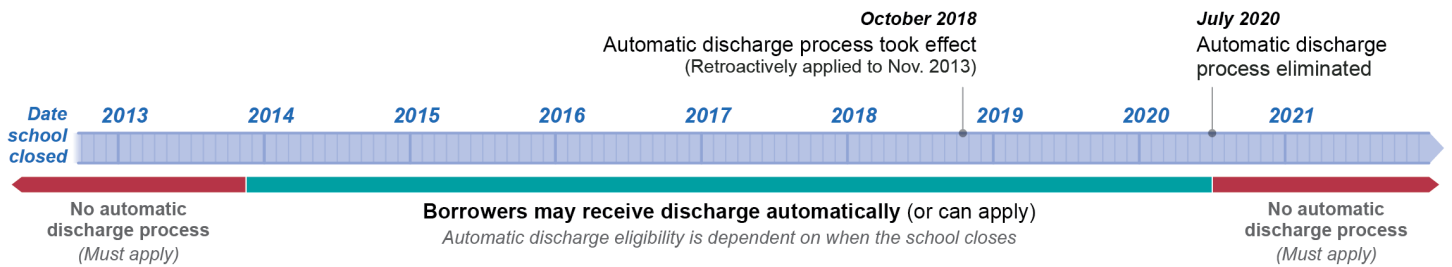 October 2018
Automatic discharge process took effect
(Retroactively applied to Nov. 2013)
July 2020
Automatic discharge
process eliminated
Date
school
closed
2013
2014
2015
2016
2017
2018
2019
2020
2021
No automatic
discharge process
(Must apply)
Borrowers may receive discharge automatically (or can apply)
Automatic discharge eligibility is dependent on when the school closes
No automatic
discharge process
(Must apply)